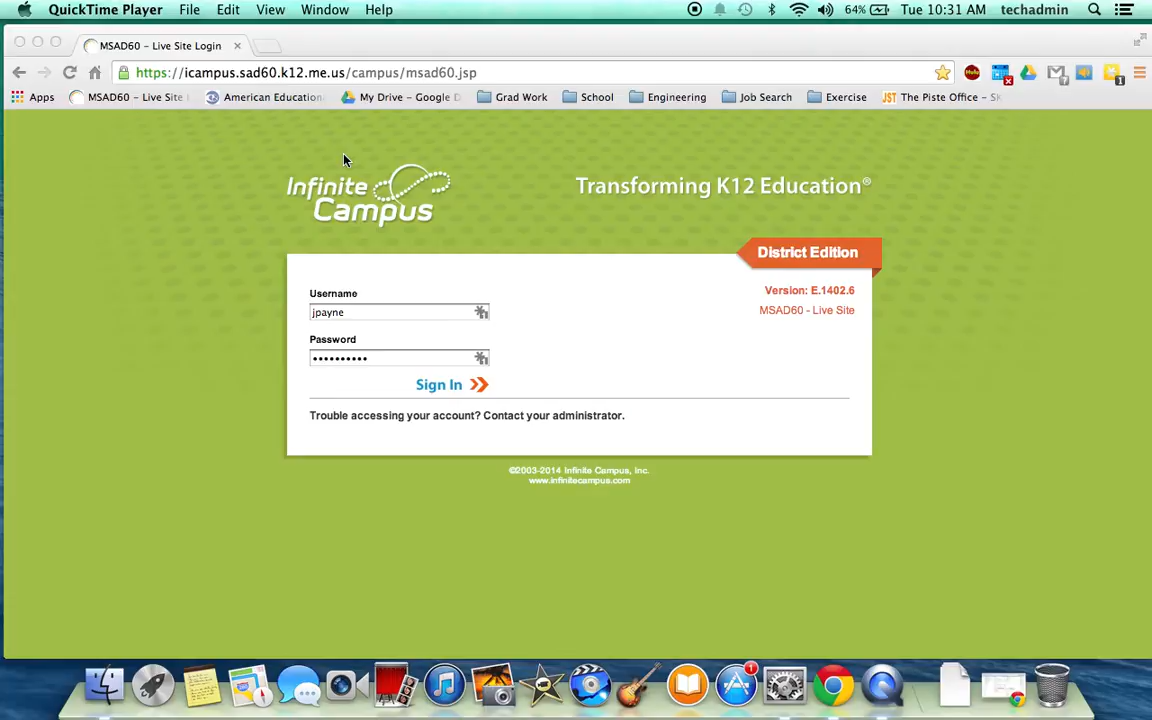 QuickTime Player File Edit View Window Help 64% Tue 10:31 AM techadmin
MSAD60 – Live Site Login
https://icampus.sad60.k12.me.us/campus/msad60.jsp
Apps MSAD60 – Live Site American Education My Drive – Google D Grad Work School Engineering Job Search Exercise JST The Piste Office – SK
Infinite Campus
Transforming K12 Education®
District Edition
Version: E.1402.6
MSAD60 - Live Site
Username
jpayne
Password
••••••••••
Sign In
Trouble accessing your account? Contact your administrator.
©2003-2014 Infinite Campus, Inc.
www.infinitecampus.com